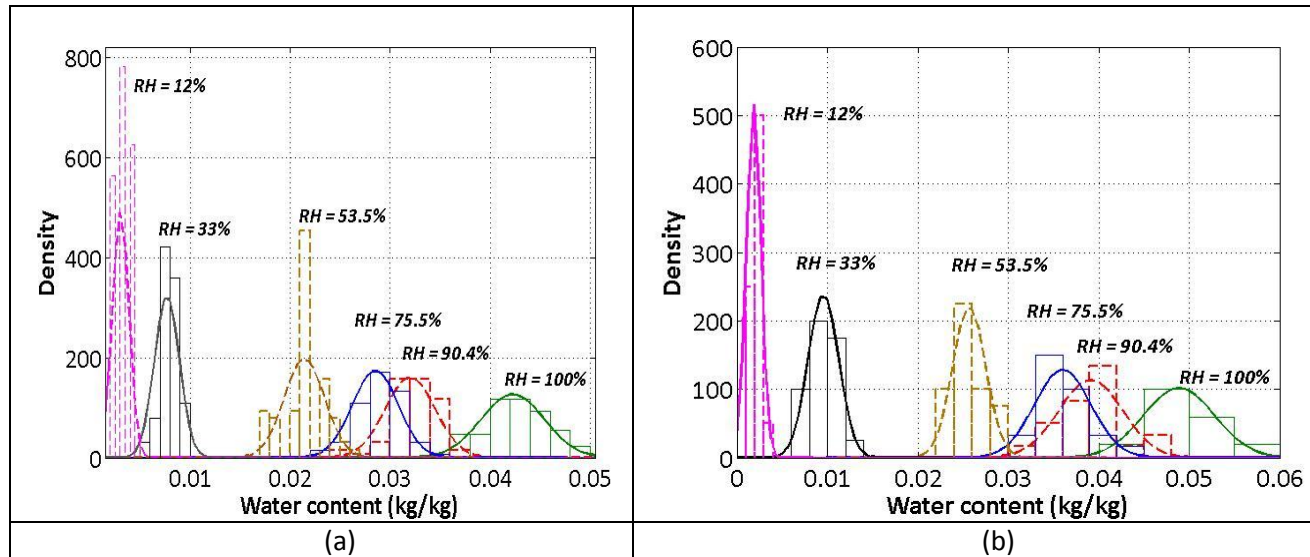 800
600
400
200
0
Density
RH = 12%
RH = 33%
RH = 53.5%
RH = 75.5%
RH = 90.4%
RH = 100%
0.01 0.02 0.03 0.04 0.05
Water content (kg/kg)
(a)
600
500
400
300
200
100
0
Density
RH = 12%
RH = 33%
RH = 53.5%
RH = 75.5%
RH = 90.4%
RH = 100%
0 0.01 0.02 0.03 0.04 0.05 0.06
Water content (kg/kg)
(b)